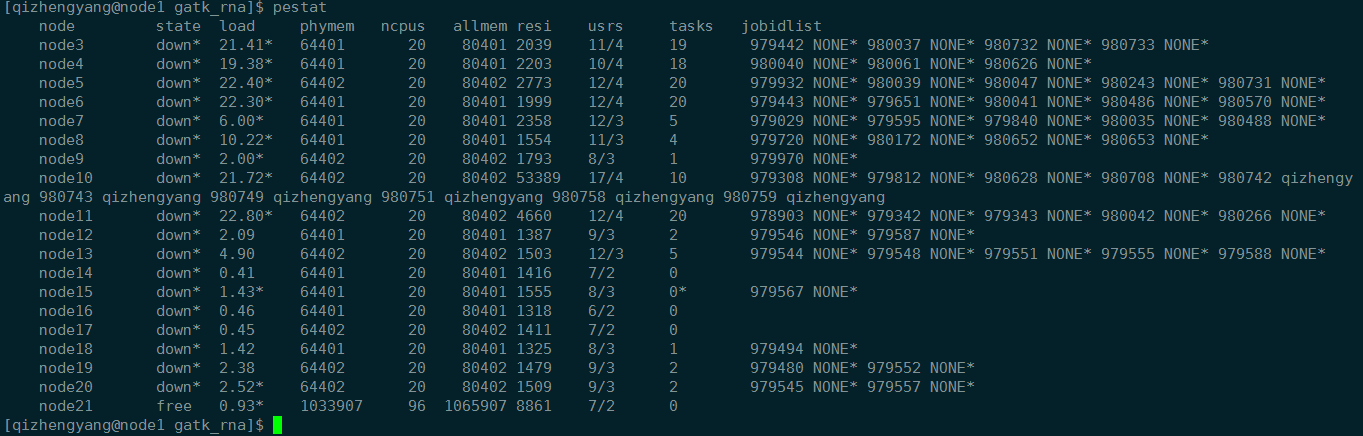 [qizhengyang@node1 gatk_rna]$ pestat
node state load phymem ncpus allmem resi usrs tasks jobidlist
node3 down* 21.41* 64401 20 80401 2039 11/4 19 979442 NONE* 980037 NONE* 980732 NONE* 980733 NONE*
node4 down* 19.38* 64401 20 80401 2203 10/4 18 980040 NONE* 980061 NONE* 980626 NONE*
node5 down* 22.40* 64402 20 80402 2773 12/4 20 979932 NONE* 980039 NONE* 980047 NONE* 980243 NONE* 980731 NONE*
node6 down* 22.30* 64401 20 80401 1999 12/4 20 979443 NONE* 979651 NONE* 980041 NONE* 980486 NONE* 980570 NONE*
node7 down* 6.00* 64401 20 80401 2358 12/3 5 979029 NONE* 979595 NONE* 979840 NONE* 980035 NONE* 980488 NONE*
node8 down* 10.22* 64401 20 80401 1554 11/3 4 979720 NONE* 980172 NONE* 980652 NONE* 980653 NONE*
node9 down* 2.00* 64402 20 80402 1793 8/3 1 979970 NONE*
node10 down* 21.72* 64402 20 80402 53389 17/4 10 979308 NONE* 979812 NONE* 980628 NONE* 980708 NONE* 980742 qizhengy
ang 980743 qizhengyang 980749 qizhengyang 980751 qizhengyang 980758 qizhengyang 980759 qizhengyang
node11 down* 22.80* 64402 20 80402 4660 12/4 20 978903 NONE* 979342 NONE* 979343 NONE* 980042 NONE* 980266 NONE*
node12 down* 2.09 64401 20 80401 1387 9/3 2 979546 NONE* 979587 NONE*
node13 down* 4.90 64402 20 80402 1503 12/3 5 979544 NONE* 979548 NONE* 979551 NONE* 979555 NONE* 979588 NONE*
node14 down* 0.41 64401 20 80401 1416 7/2 0
node15 down* 1.43* 64401 20 80401 1555 8/3 0* 979567 NONE*
node16 down* 0.46 64401 20 80401 1318 6/2 0
node17 down* 0.45 64402 20 80402 1411 7/2 0
node18 down* 1.42 64401 20 80401 1325 8/3 1 979494 NONE*
node19 down* 2.38 64402 20 80402 1479 9/3 2 979480 NONE* 979552 NONE*
node20 down* 2.52* 64402 20 80402 1509 9/3 2 979545 NONE* 979557 NONE*
node21 free 0.93* 1033907 96 1065907 8861 7/2 0
[qizhengyang@node1 gatk_rna]$